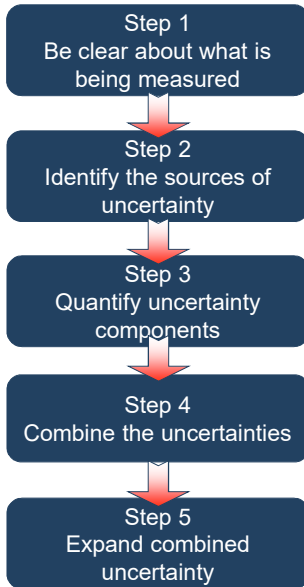 Step 1
Be clear about what is
being measured
Step 2
Identify the sources of
uncertainty
Step 3
Quantify uncertainty
components
Step 4
Combine the uncertainties
Step 5
Expand combined
uncertainty